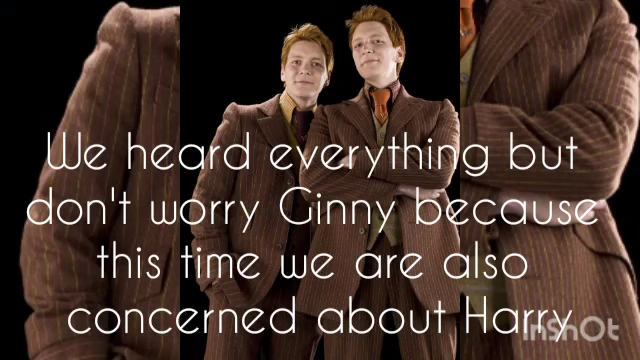 We heard everything but
don't worry Ginny because
this time we are also
concerned about Harry
InShOt